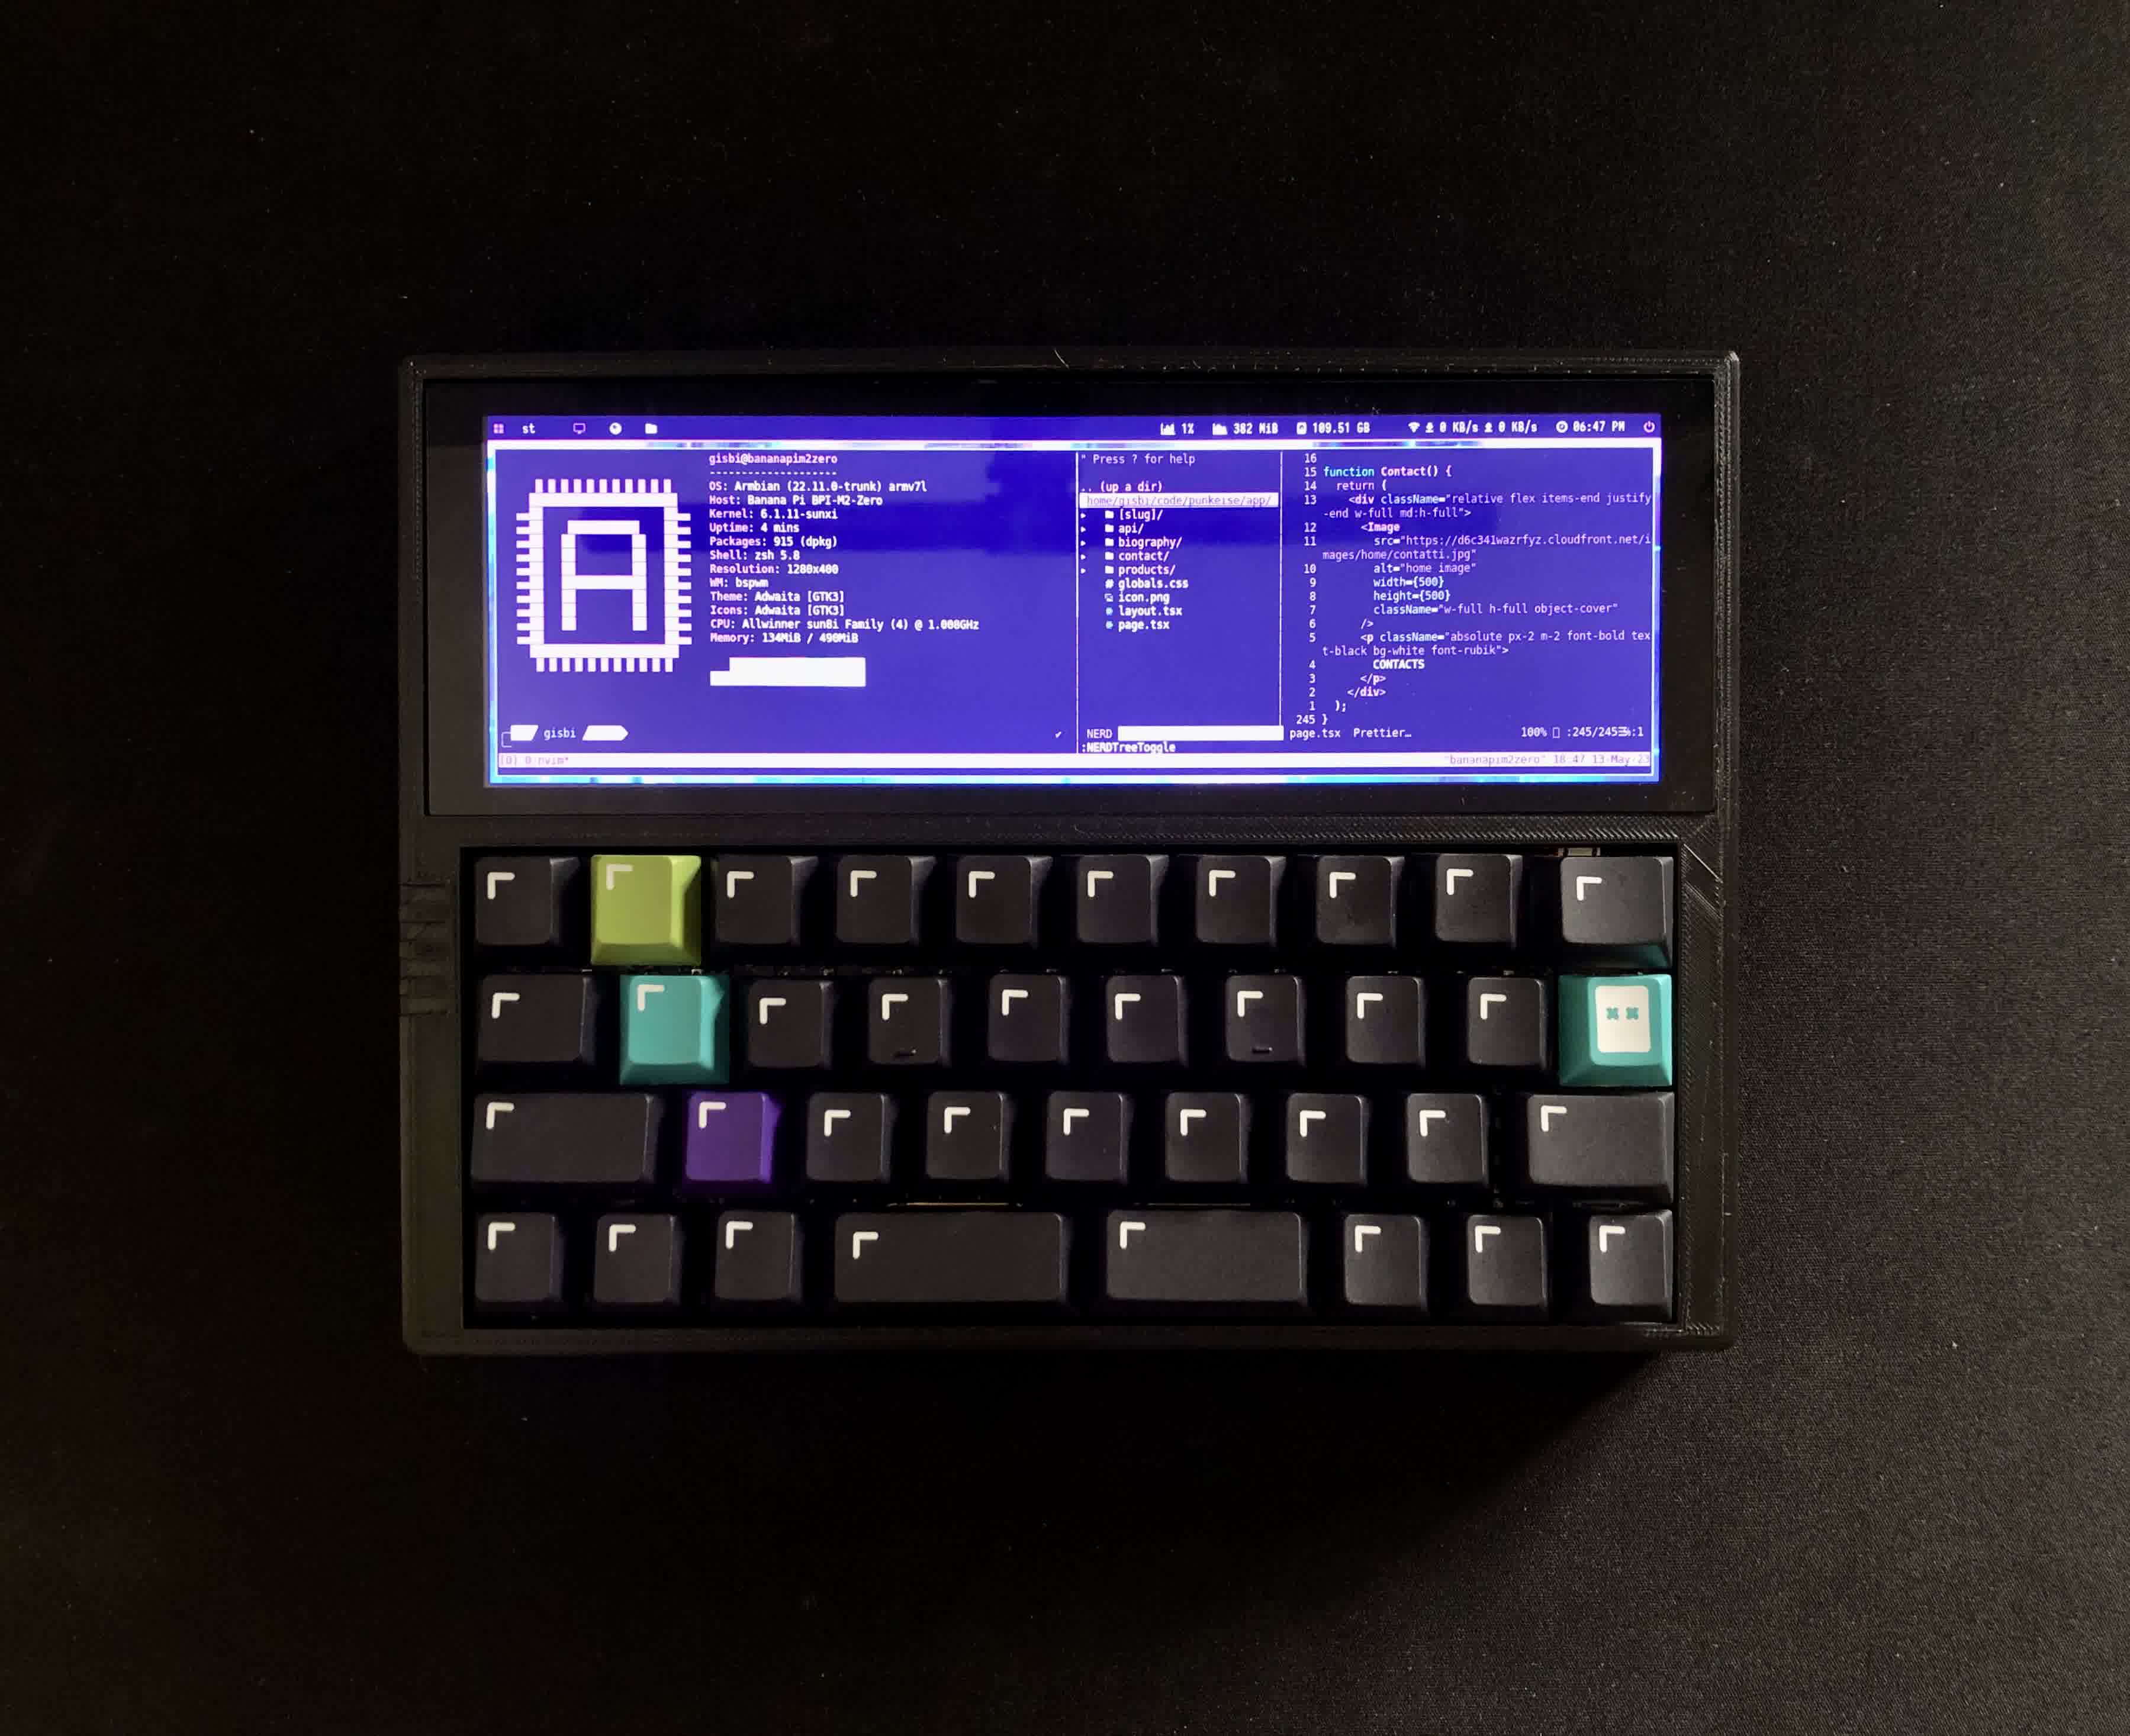 st 1% 382 MiB 109.51 GB 0 KB/s 0 KB/s 06:47 PM
gisbi@bananapim2zero
--------------------
OS: Armbian (22.11.0-trunk) armv7l
Host: Banana Pi BPI-M2-Zero
Kernel: 6.1.11-sunxi
Uptime: 4 mins
Packages: 915 (dpkg)
Shell: zsh 5.8
Resolution: 1280x400
WM: bspwm
Theme: Adwaita [GTK3]
Icons: Adwaita [GTK3]
CPU: Allwinner sun8i Family (4) @ 1.008GHz
Memory: 134MiB / 490MiB
gisbi
" Press ? for help
.. (up a dir)
home/gisbi/code/punkeise/app/
[slug]/
api/
biography/
contact/
products/
globals.css
icon.png
layout.tsx
page.tsx
NERD
:NERDTreeToggle
16
15 function Contact() {
14 return (
13 <div className="relative flex items-end justify
-end w-full md:h-full">
12 <Image
11 src="https://d6c341wazrfyz.cloudfront.net/i
mages/home/contatti.jpg"
10 alt="home image"
9 width={500}
8 height={500}
7 className="w-full h-full object-cover"
6 />
5 <p className="absolute px-2 m-2 font-bold tex
t-black bg-white font-rubik">
4 CONTACTS
3 </p>
2 </div>
1 );
245 }
page.tsx Prettier… 100% :245/245 :1
[0] 0:nvim* "bananapim2zero" 18:47 13-May-23